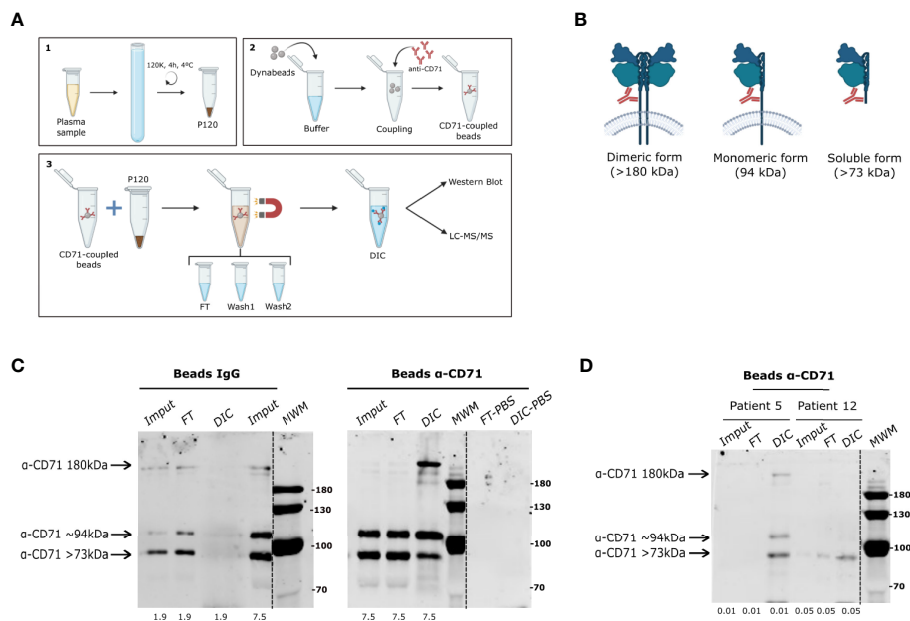 A
1
120K, 4h, 4ºC
Plasma
sample
P120
2
Dynabeads
anti-CD71
Buffer
Coupling
CD71-coupled
beads
3
P120
CD71-coupled
beads
FT
Wash1
Wash2
DIC
Western Blot
LC-MS/MS
B
Dimeric form
(>180 kDa)
Monomeric form
(94 kDa)
Soluble form
(>73 kDa)
C
Beads IgG
Imput
FT
DIC
Imput
MWM
α-CD71 180kDa
α-CD71 ~94kDa
α-CD71 >73kDa
-180
-130
-100
-70
1.9
1.9
1.9
7.5
Beads α-CD71
Imput
FT
DIC
MWM
FT-PBS
DIC-PBS
-180
-130
-100
-70
7.5
7.5
7.5
D
Beads α-CD71
Patient 5
Patient 12
Imput
FT
DIC
Imput
FT
DIC
MWM
α-CD71 180kDa
α-CD71 ~94kDa
α-CD71 >73kDa
-180
-130
-100
-70
0.01
0.01
0.01
0.05
0.05
0.05